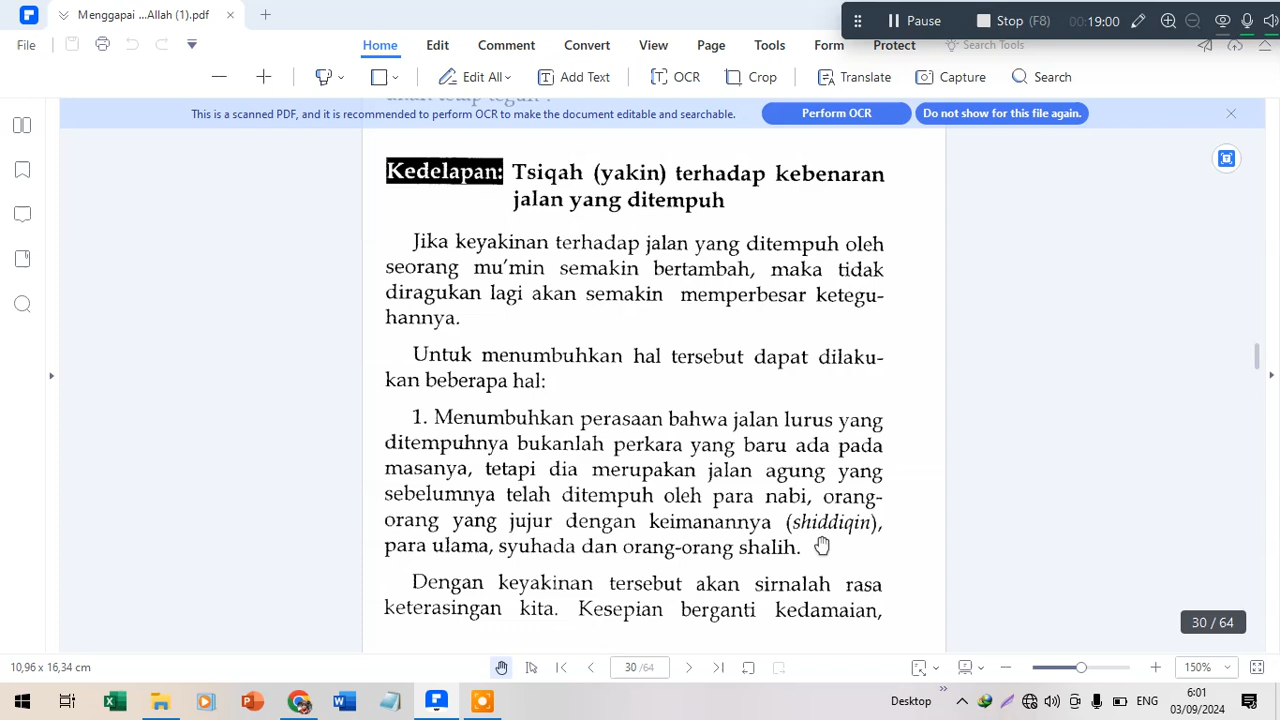 Menggapai ...Allah (1).pdf
Pause
Stop (F8)
00:19:00
File
Home
Edit
Comment
Convert
View
Page
Tools
Form
Protect
Search Tools
Edit All
Add Text
OCR
Crop
Translate
Capture
Search
This is a scanned PDF, and it is recommended to perform OCR to make the document editable and searchable.
Perform OCR
Do not show for this file again.
Kedelapan: Tsiqah (yakin) terhadap kebenaran
jalan yang ditempuh
Jika keyakinan terhadap jalan yang ditempuh oleh
seorang mu'min semakin bertambah, maka tidak
diragukan lagi akan semakin memperbesar ketegu-
hannya.
Untuk menumbuhkan hal tersebut dapat dilaku-
kan beberapa hal:
1. Menumbuhkan perasaan bahwa jalan lurus yang
ditempuhnya bukanlah perkara yang baru ada pada
masanya, tetapi dia merupakan jalan agung yang
sebelumnya telah ditempuh oleh para nabi, orang-
orang yang jujur dengan keimanannya (shiddiqin),
para ulama, syuhada dan orang-orang shalih.
Dengan keyakinan tersebut akan sirnalah rasa
keterasingan kita. Kesepian berganti kedamaian,
30 / 64
10,96 x 16,34 cm
30 /64
150%
Desktop
ENG
6:01
03/09/2024